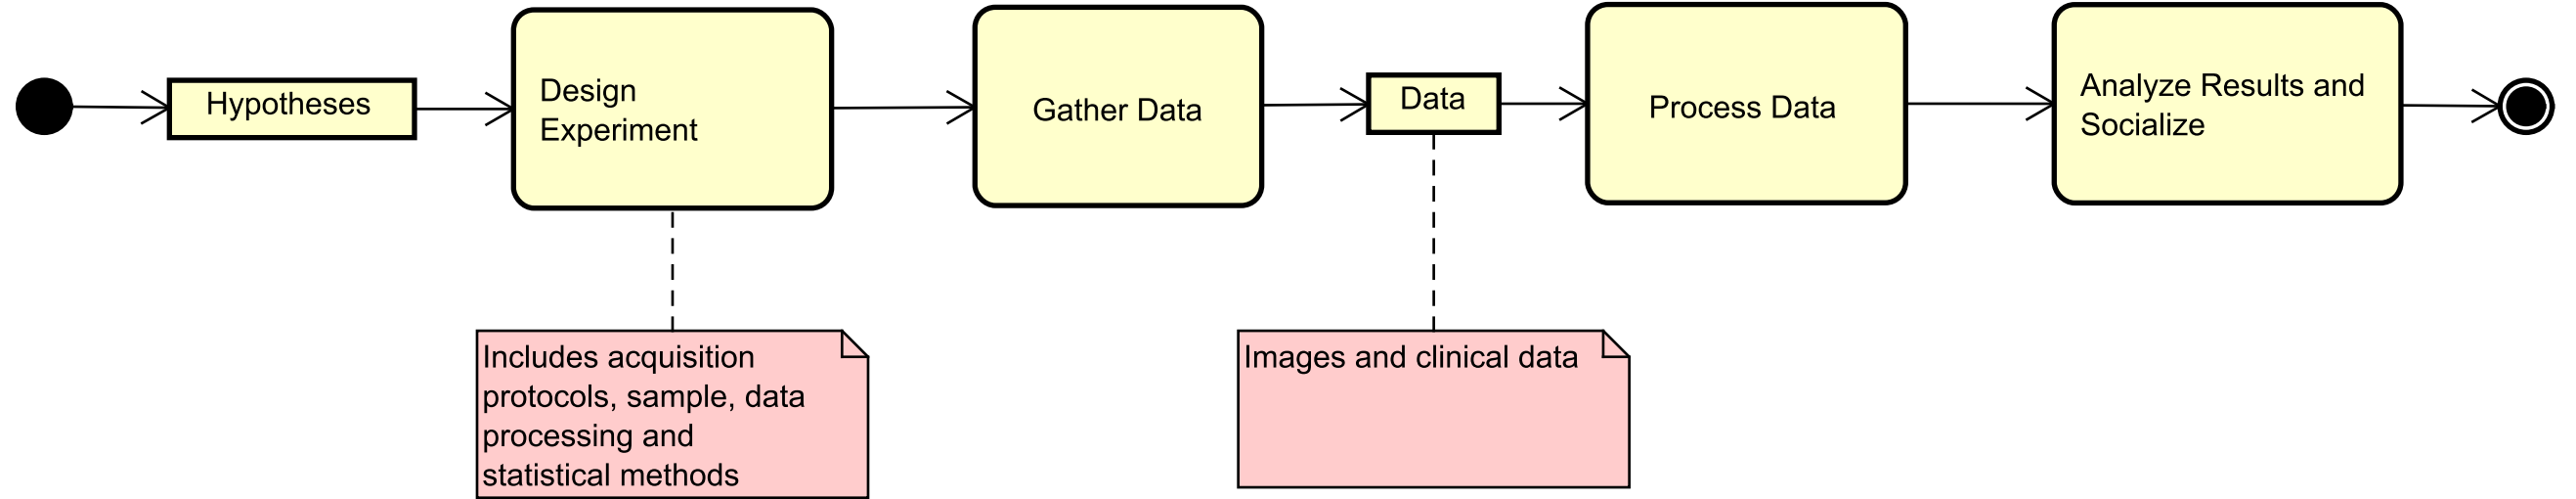 Hypotheses
Design
Experiment
Gather Data
Data
Process Data
Analyze Results and
Socialize
Includes acquisition
protocols, sample, data
processing and
statistical methods
Images and clinical data